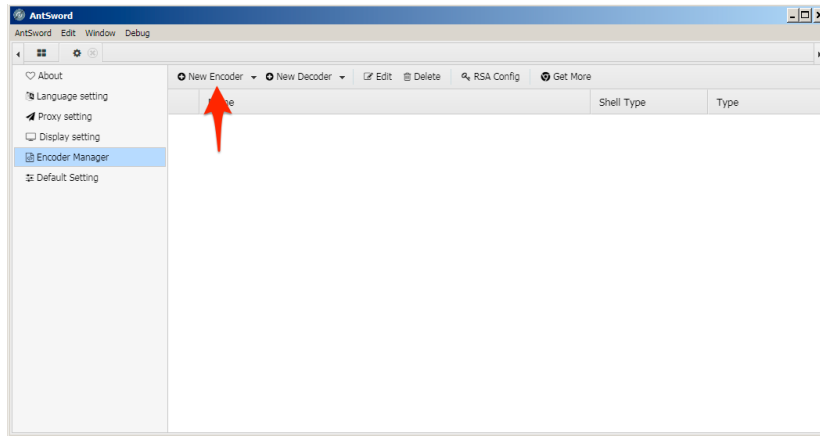 AntSword
AntSword Edit Window Debug
About
New Encoder New Decoder Edit Delete RSA Config Get More
Language setting
Shell Type Type
Proxy setting
Display setting
Encoder Manager
Default Setting